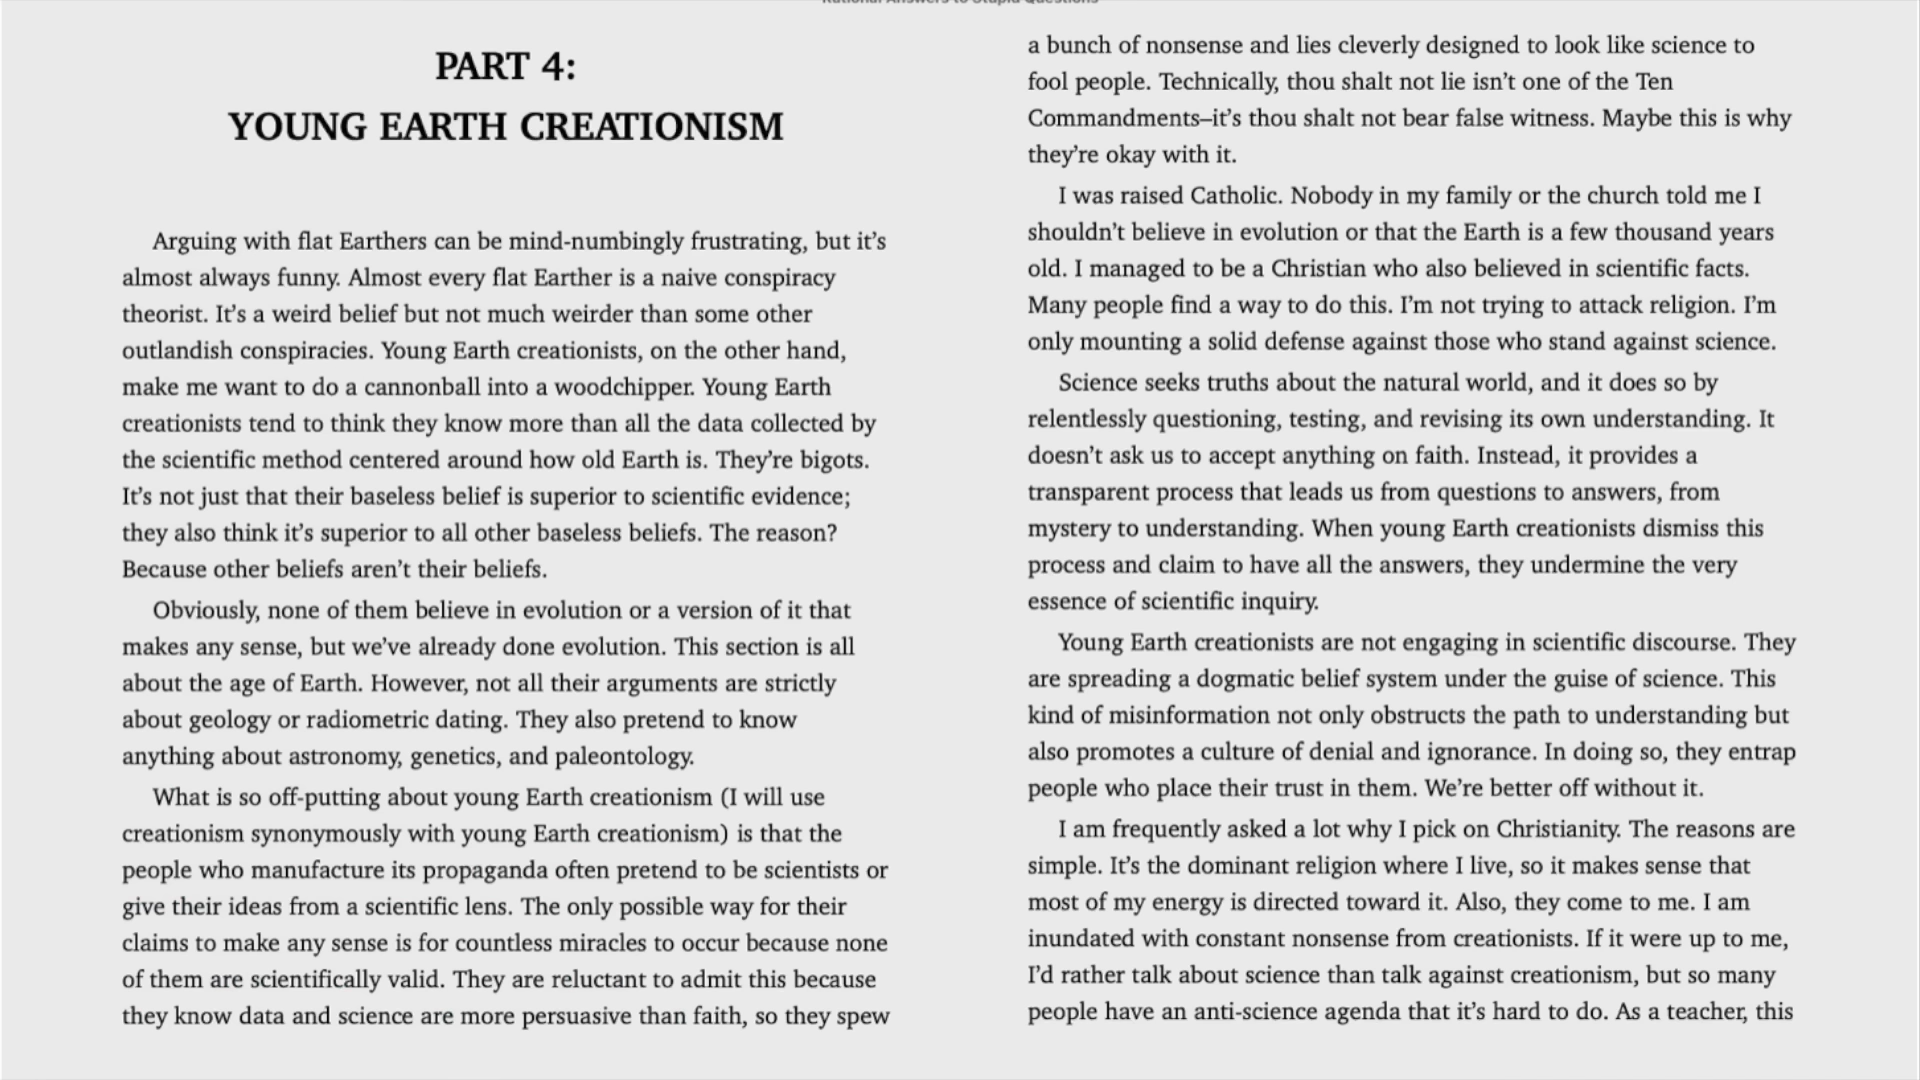 Rational Answers to Stupid Questions
PART 4:
YOUNG EARTH CREATIONISM
Arguing with flat Earthers can be mind-numbingly frustrating, but it’s
almost always funny. Almost every flat Earther is a naive conspiracy
theorist. It’s a weird belief but not much weirder than some other
outlandish conspiracies. Young Earth creationists, on the other hand,
make me want to do a cannonball into a woodchipper. Young Earth
creationists tend to think they know more than all the data collected by
the scientific method centered around how old Earth is. They’re bigots.
It’s not just that their baseless belief is superior to scientific evidence;
they also think it’s superior to all other baseless beliefs. The reason?
Because other beliefs aren’t their beliefs.
Obviously, none of them believe in evolution or a version of it that
makes any sense, but we’ve already done evolution. This section is all
about the age of Earth. However, not all their arguments are strictly
about geology or radiometric dating. They also pretend to know
anything about astronomy, genetics, and paleontology.
What is so off-putting about young Earth creationism (I will use
creationism synonymously with young Earth creationism) is that the
people who manufacture its propaganda often pretend to be scientists or
give their ideas from a scientific lens. The only possible way for their
claims to make any sense is for countless miracles to occur because none
of them are scientifically valid. They are reluctant to admit this because
they know data and science are more persuasive than faith, so they spew
a bunch of nonsense and lies cleverly designed to look like science to
fool people. Technically, thou shalt not lie isn’t one of the Ten
Commandments–it’s thou shalt not bear false witness. Maybe this is why
they’re okay with it.
I was raised Catholic. Nobody in my family or the church told me I
shouldn’t believe in evolution or that the Earth is a few thousand years
old. I managed to be a Christian who also believed in scientific facts.
Many people find a way to do this. I’m not trying to attack religion. I’m
only mounting a solid defense against those who stand against science.
Science seeks truths about the natural world, and it does so by
relentlessly questioning, testing, and revising its own understanding. It
doesn’t ask us to accept anything on faith. Instead, it provides a
transparent process that leads us from questions to answers, from
mystery to understanding. When young Earth creationists dismiss this
process and claim to have all the answers, they undermine the very
essence of scientific inquiry.
Young Earth creationists are not engaging in scientific discourse. They
are spreading a dogmatic belief system under the guise of science. This
kind of misinformation not only obstructs the path to understanding but
also promotes a culture of denial and ignorance. In doing so, they entrap
people who place their trust in them. We’re better off without it.
I am frequently asked a lot why I pick on Christianity. The reasons are
simple. It’s the dominant religion where I live, so it makes sense that
most of my energy is directed toward it. Also, they come to me. I am
inundated with constant nonsense from creationists. If it were up to me,
I’d rather talk about science than talk against creationism, but so many
people have an anti-science agenda that it’s hard to do. As a teacher, this